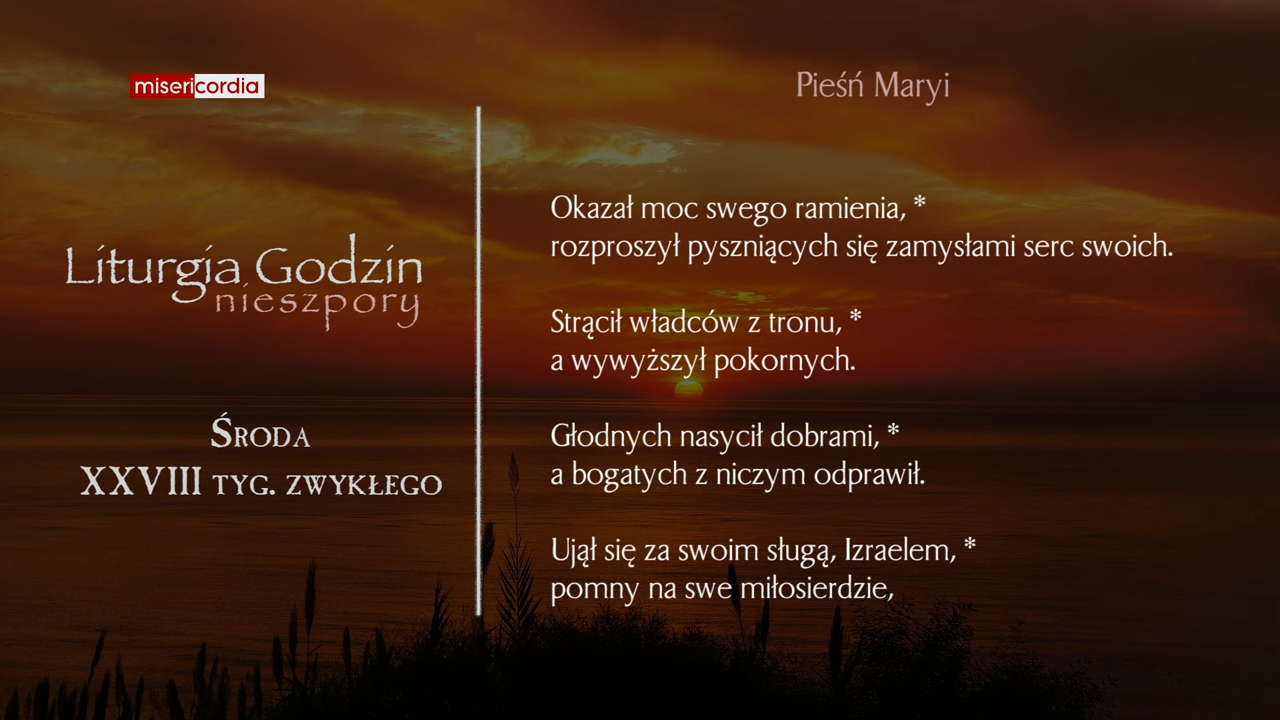 misericordia
Liturgia Godzin
nieszpory
Środa
XXVIII tyg. zwykłego
Pieśń Maryi
Okazał moc swego ramienia, *
rozproszył pyszniących się zamysłami serc swoich.
Strącił władców z tronu, *
a wywyższył pokornych.
Głodnych nasycił dobrami, *
a bogatych z niczym odprawił.
Ujął się za swoim sługą, Izraelem, *
pomny na swe miłosierdzie,